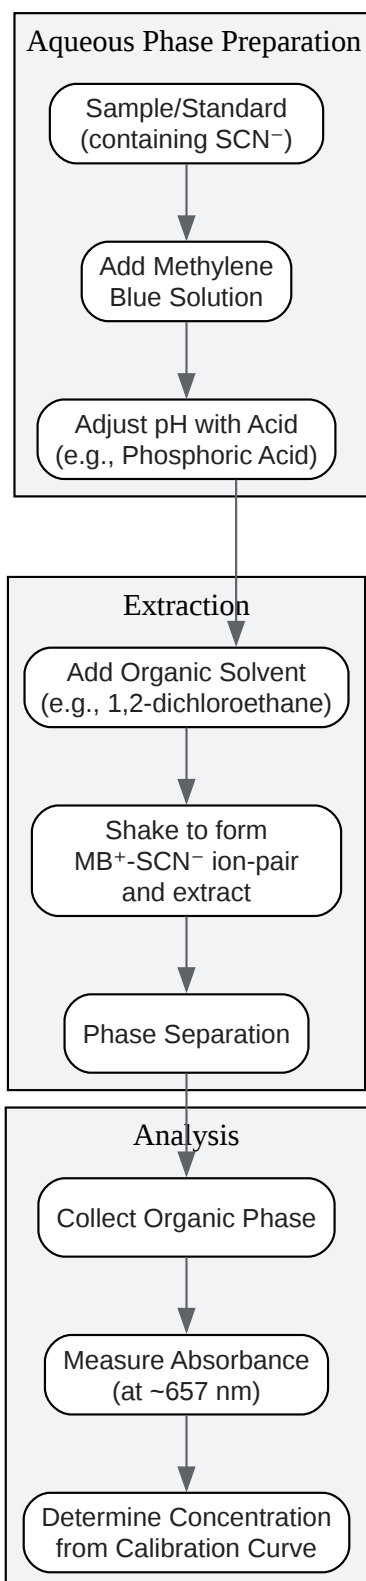 Aqueous Phase Preparation
Sample/Standard
(containing SCN⁻)
Add Methylene
Blue Solution
Adjust pH with Acid
(e.g., Phosphoric Acid)
Extraction
Add Organic Solvent
(e.g., 1,2-dichloroethane)
Shake to form
MB⁺-SCN⁻ ion-pair
and extract
Phase Separation
Analysis
Collect Organic Phase
Measure Absorbance
(at ~657 nm)
Determine Concentration
from Calibration Curve